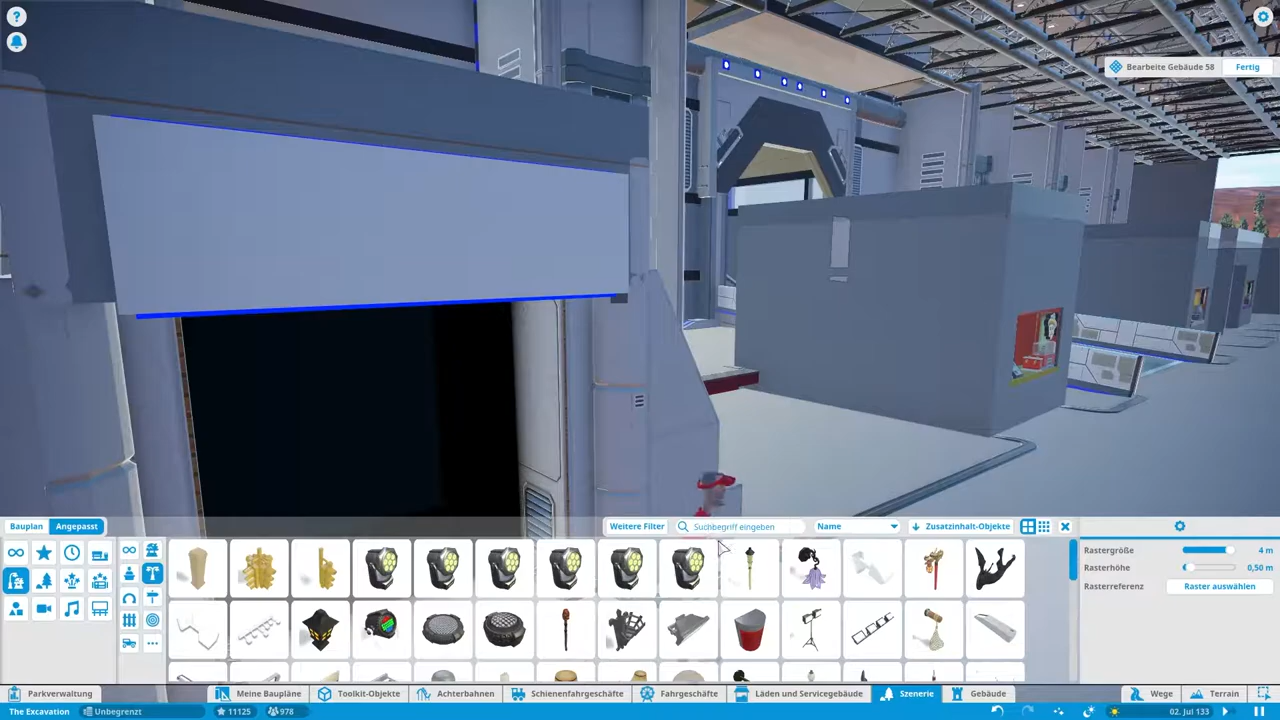 ?
Bearbeite Gebäude 58
Fertig
Bauplan
Angepasst
Weitere Filter
Suchbegriff eingeben
Name
Zusatzinhalt-Objekte
Rastergröße
4 m
Rasterhöhe
0,50 m
Rasterreferenz
Raster auswählen
Parkverwaltung
Meine Baupläne
Toolkit-Objekte
Achterbahnen
Schienenfahrgeschäfte
Fahrgeschäfte
Läden und Servicegebäude
Szenerie
Gebäude
Wege
Terrain
The Excavation
Unbegrenzt
11125
978
02. Jul 133